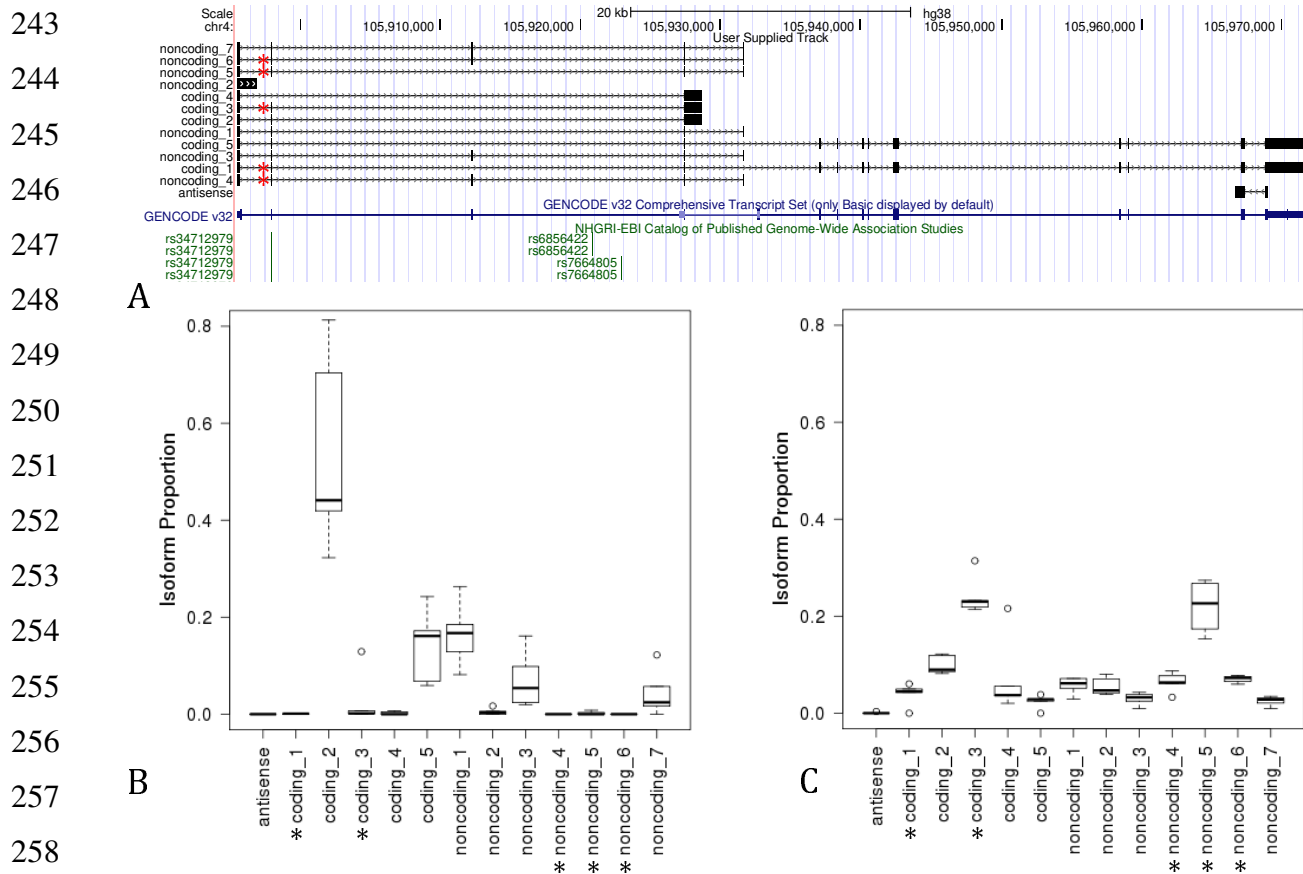 243
244
245
246
247
248
249
250
251
252
253
254
255
256
257
258
Scale 20 kb hg38
chr4: 105,910,000 105,920,000 105,930,000 105,940,000 105,950,000 105,960,000 105,970,000
User Supplied Track
noncoding_7
noncoding_6 *
noncoding_5 *
noncoding_2
coding_4
coding_3 *
coding_2
noncoding_1
coding_5
noncoding_3
coding_1 *
noncoding_4 *
antisense
GENCODE v32 Comprehensive Transcript Set (only Basic displayed by default)
GENCODE v32
NHGRI-EBI Catalog of Published Genome-Wide Association Studies
rs34712979 rs6856422
rs34712979 rs6856422
rs34712979 rs7664805
rs34712979 rs7664805
A
Isoform Proportion
0.8
0.6
0.4
0.2
0.0
antisense
* coding_1
coding_2
* coding_3
coding_4
coding_5
noncoding_1
noncoding_2
noncoding_3
* noncoding_4
* noncoding_5
* noncoding_6
noncoding_7
B
Isoform Proportion
0.8
0.6
0.4
0.2
0.0
antisense
* coding_1
coding_2
* coding_3
coding_4
coding_5
noncoding_1
noncoding_2
noncoding_3
* noncoding_4
* noncoding_5
* noncoding_6
noncoding_7
C